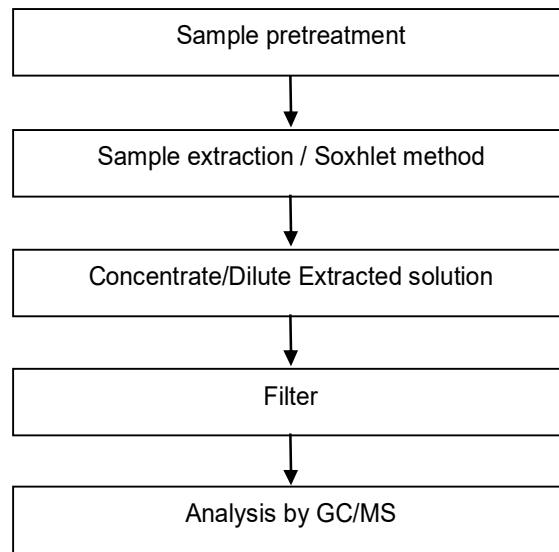 Sample pretreatment
Sample extraction / Soxhlet method
Concentrate/Dilute Extracted solution
Filter
Analysis by GC/MS